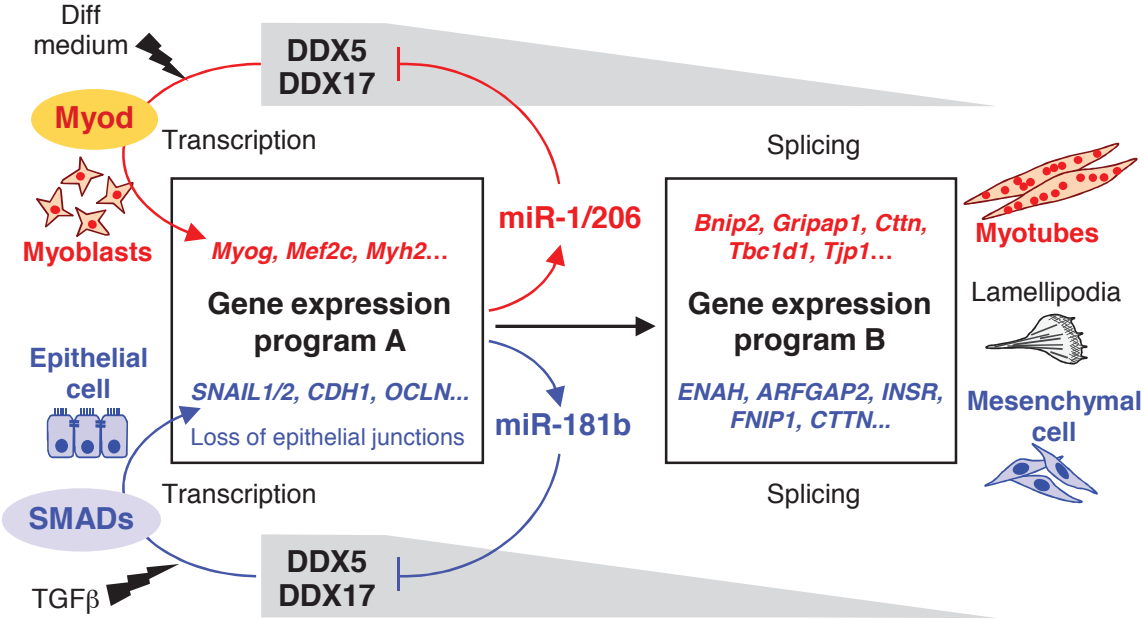 Diff
medium
DDX5
DDX17
Myod
Transcription
Splicing
Myoblasts
miR-1/206
Myog, Mef2c, Myh2...
Bnip2, Gripap1, Cttn,
Tbc1d1, Tjp1...
Myotubes
Gene expression
program A
Gene expression
program B
Lamellipodia
Epithelial
cell
SNAIL1/2, CDH1, OCLN...
Loss of epithelial junctions
miR-181b
ENAH, ARFGAP2, INSR,
FNIP1, CTTN...
Mesenchymal
cell
Transcription
Splicing
SMADs
DDX5
DDX17
TGFβ